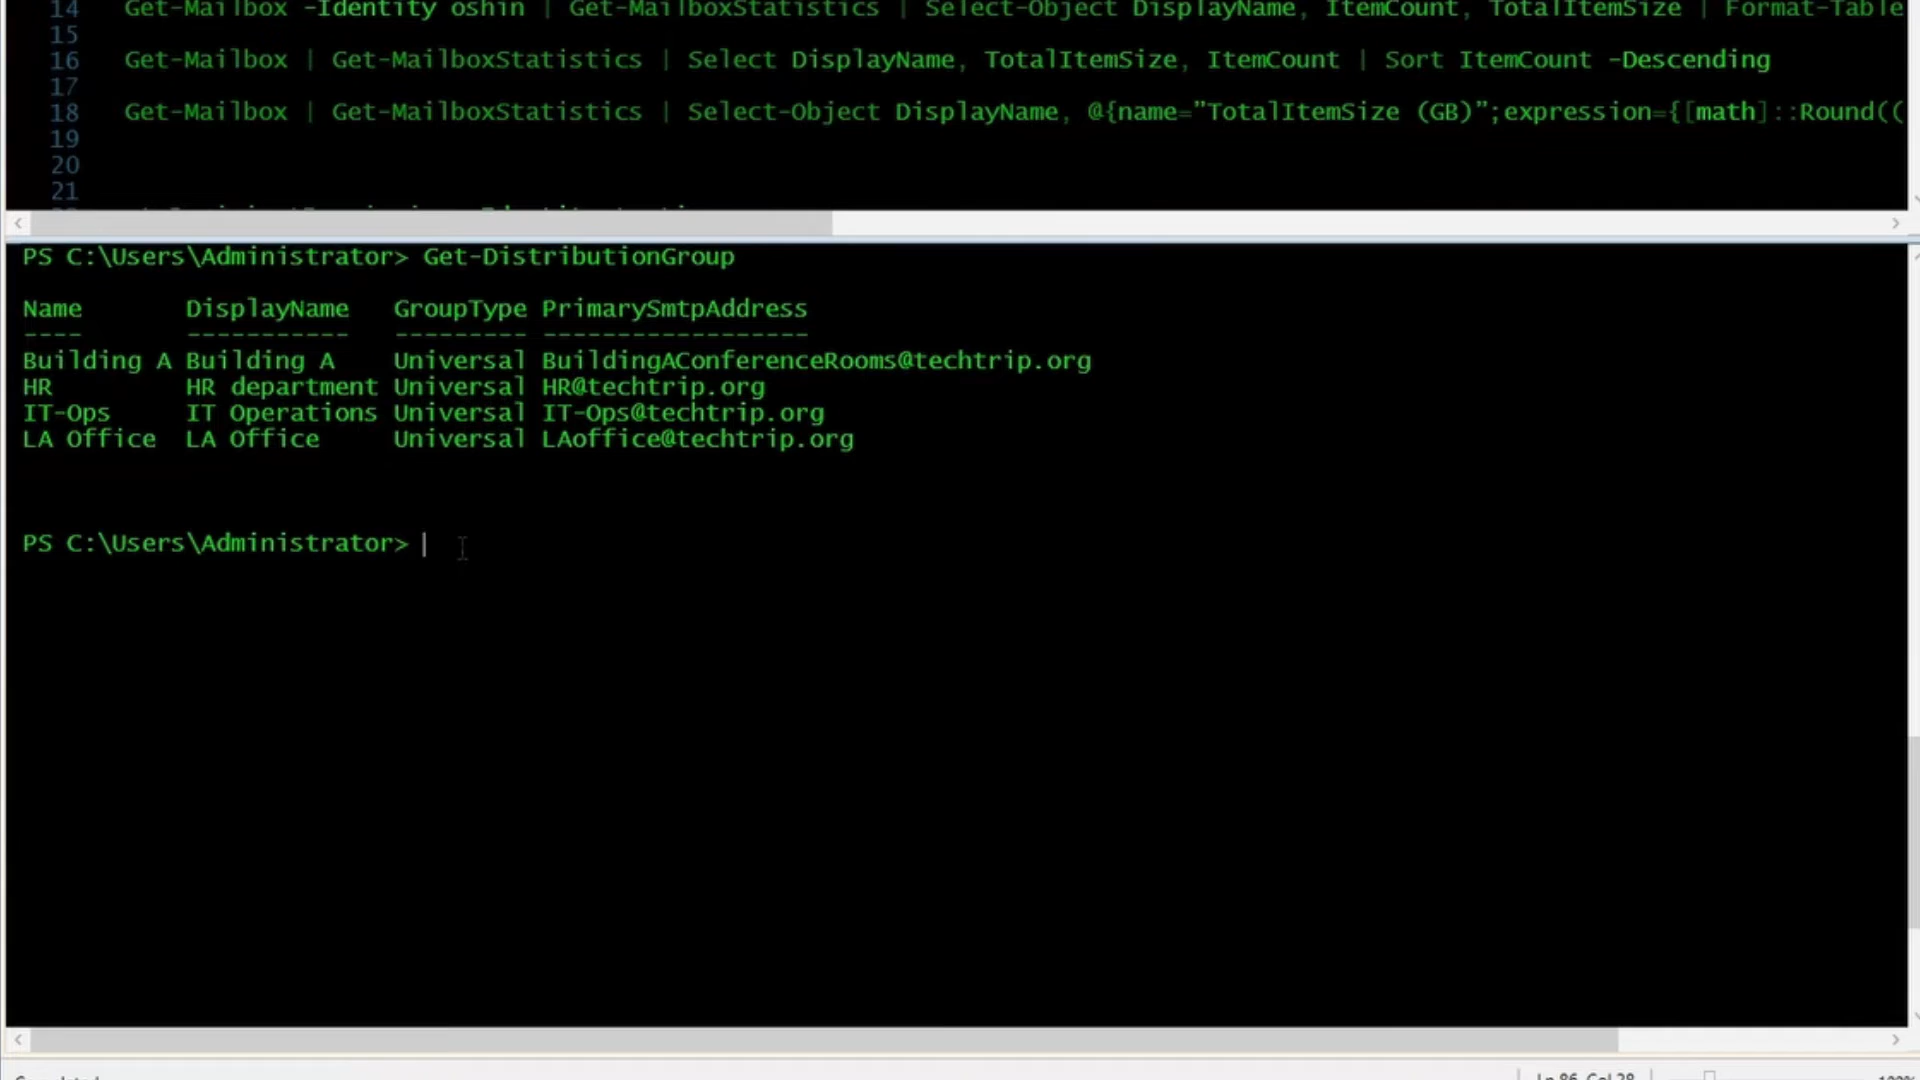 14 Get-Mailbox -Identity oshin | Get-MailboxStatistics | Select-Object DisplayName, ItemCount, TotalItemSize | Format-Table
15
16 Get-Mailbox | Get-MailboxStatistics | Select DisplayName, TotalItemSize, ItemCount | Sort ItemCount -Descending
17
18 Get-Mailbox | Get-MailboxStatistics | Select-Object DisplayName, @{name="TotalItemSize (GB)";expression={[math]::Round((
19
20
21
PS C:\Users\Administrator> Get-DistributionGroup
Name DisplayName GroupType PrimarySmtpAddress
---- ----------- --------- ------------------
Building A Building A Universal BuildingAConferenceRooms@techtrip.org
HR HR department Universal HR@techtrip.org
IT-Ops IT Operations Universal IT-Ops@techtrip.org
LA Office LA Office Universal LAoffice@techtrip.org
PS C:\Users\Administrator>